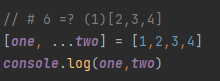 // # 6 =? (1)[2,3,4]
[one, ...two] = [1,2,3,4]
console.log(one,two)